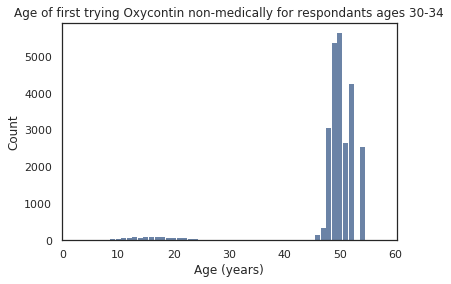 Age of first trying Oxycontin non-medically for respondants ages 30-34
5000
4000
3000
2000
1000
0
Count
0 10 20 30 40 50 60
Age (years)